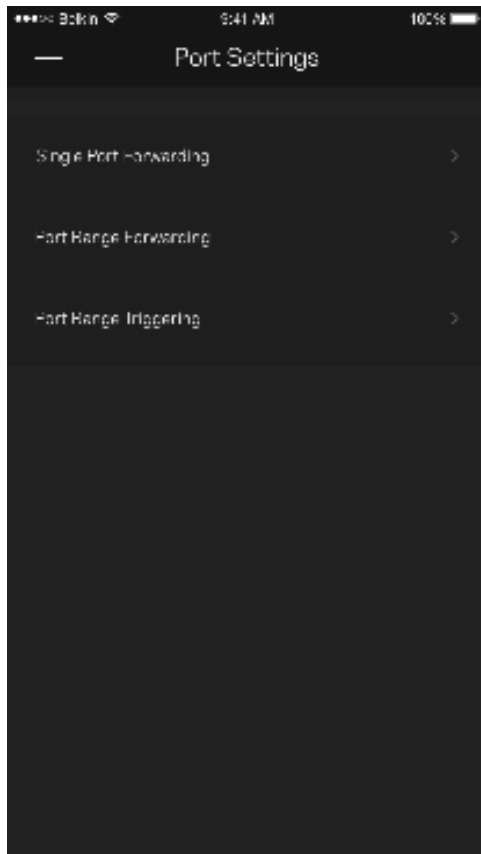 Belkin 9:41 AM 100%
Port Settings
Single Port Forwarding
Port Range Forwarding
Port Range Triggering